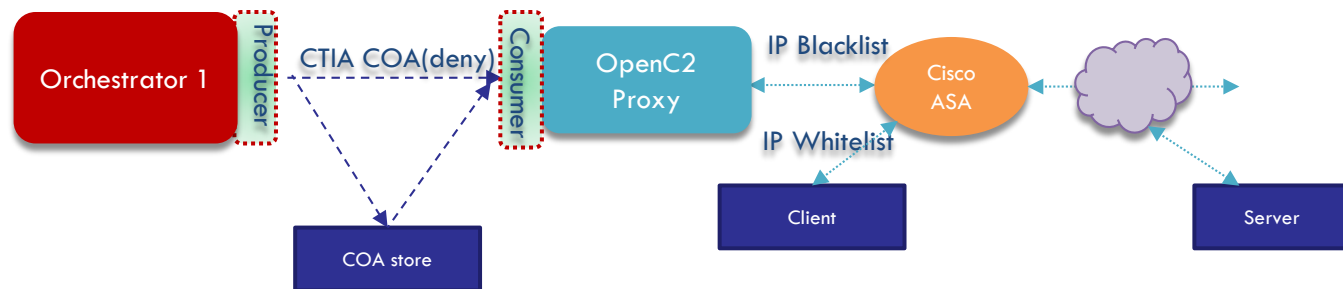 Orchestrator 1
Producer
CTIA COA(deny)
Consumer
OpenC2
Proxy
IP Blacklist
IP Whitelist
Cisco
ASA
COA store
Client
Server